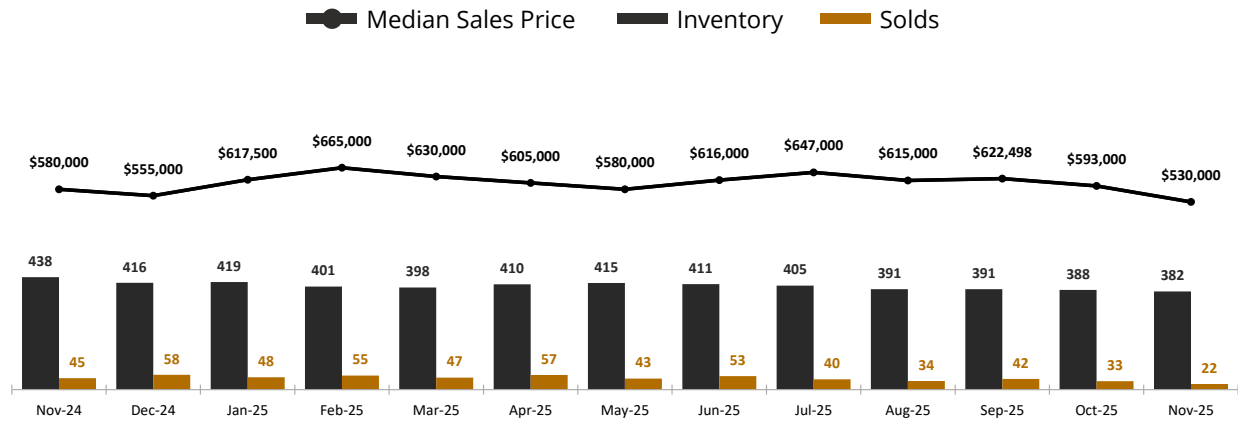 Median Sales Price Inventory Solds
$580,000 $555,000 $617,500 $665,000 $630,000 $605,000 $580,000 $616,000 $647,000 $615,000 $622,498 $593,000 $530,000
438 416 419 401 398 410 415 411 405 391 391 388 382
45 58 48 55 47 57 43 53 40 34 42 33 22
Nov-24 Dec-24 Jan-25 Feb-25 Mar-25 Apr-25 May-25 Jun-25 Jul-25 Aug-25 Sep-25 Oct-25 Nov-25